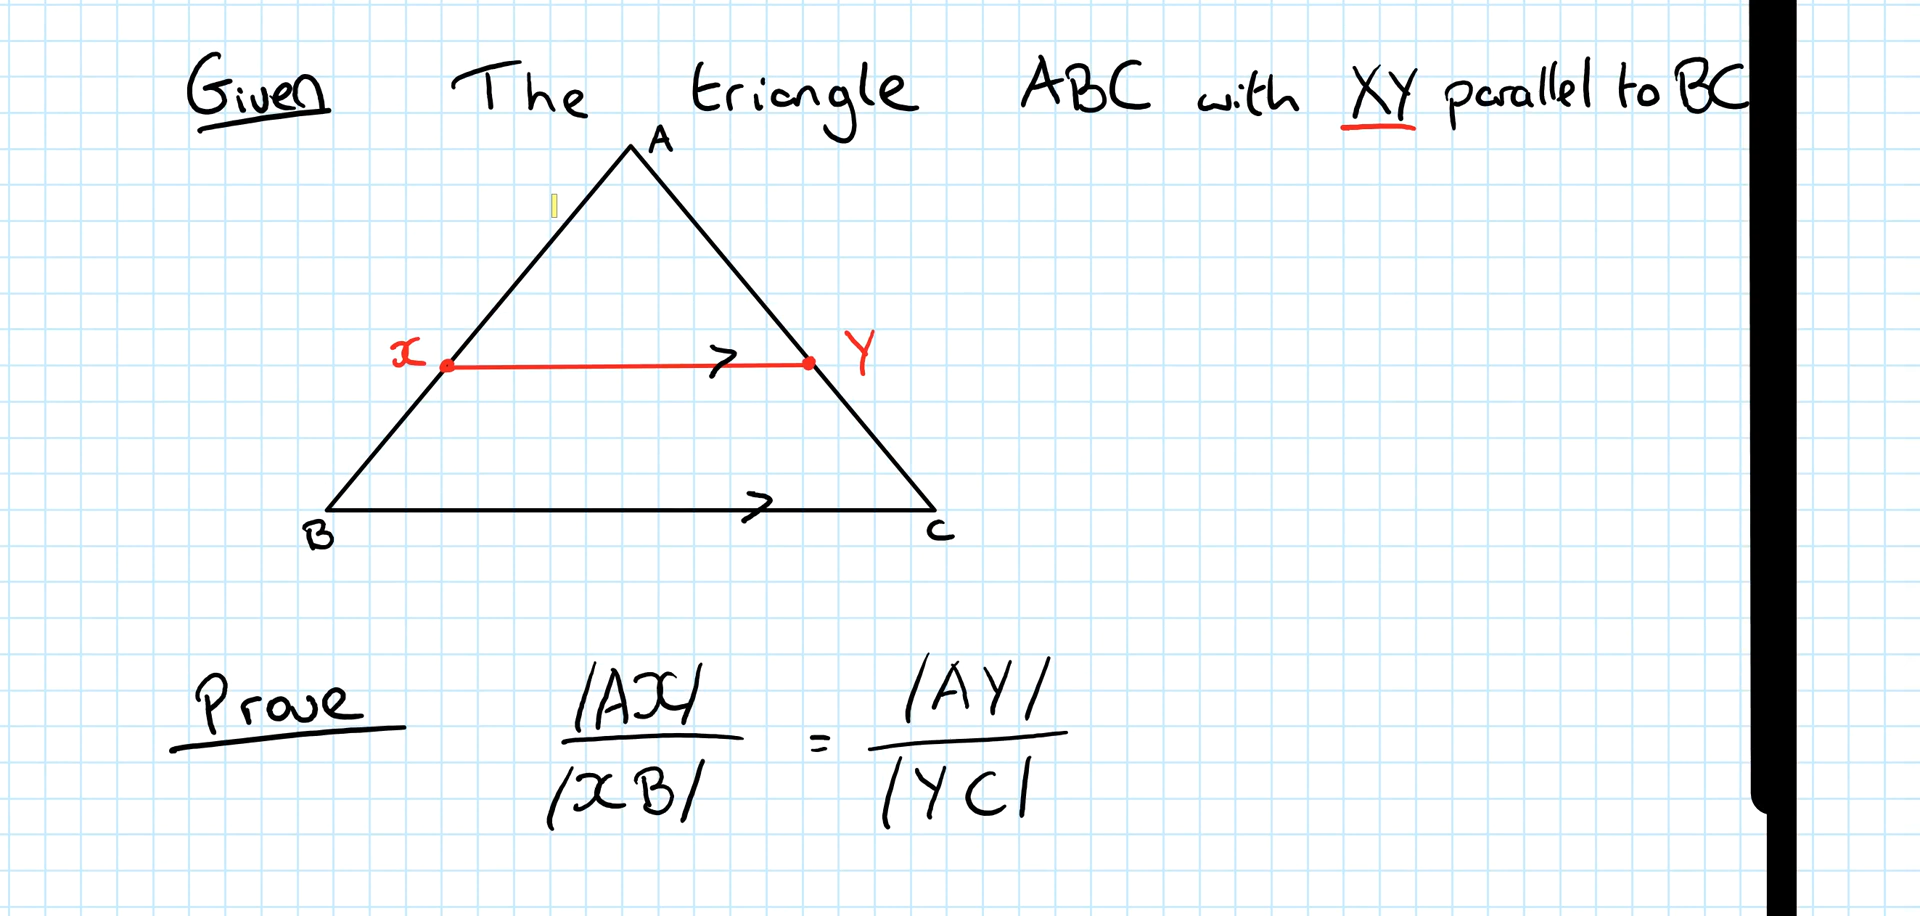 Given The triangle ABC with XY parallel to BC
A
x Y
B C
Prove |AX| / |XB| = |AY| / |YC|